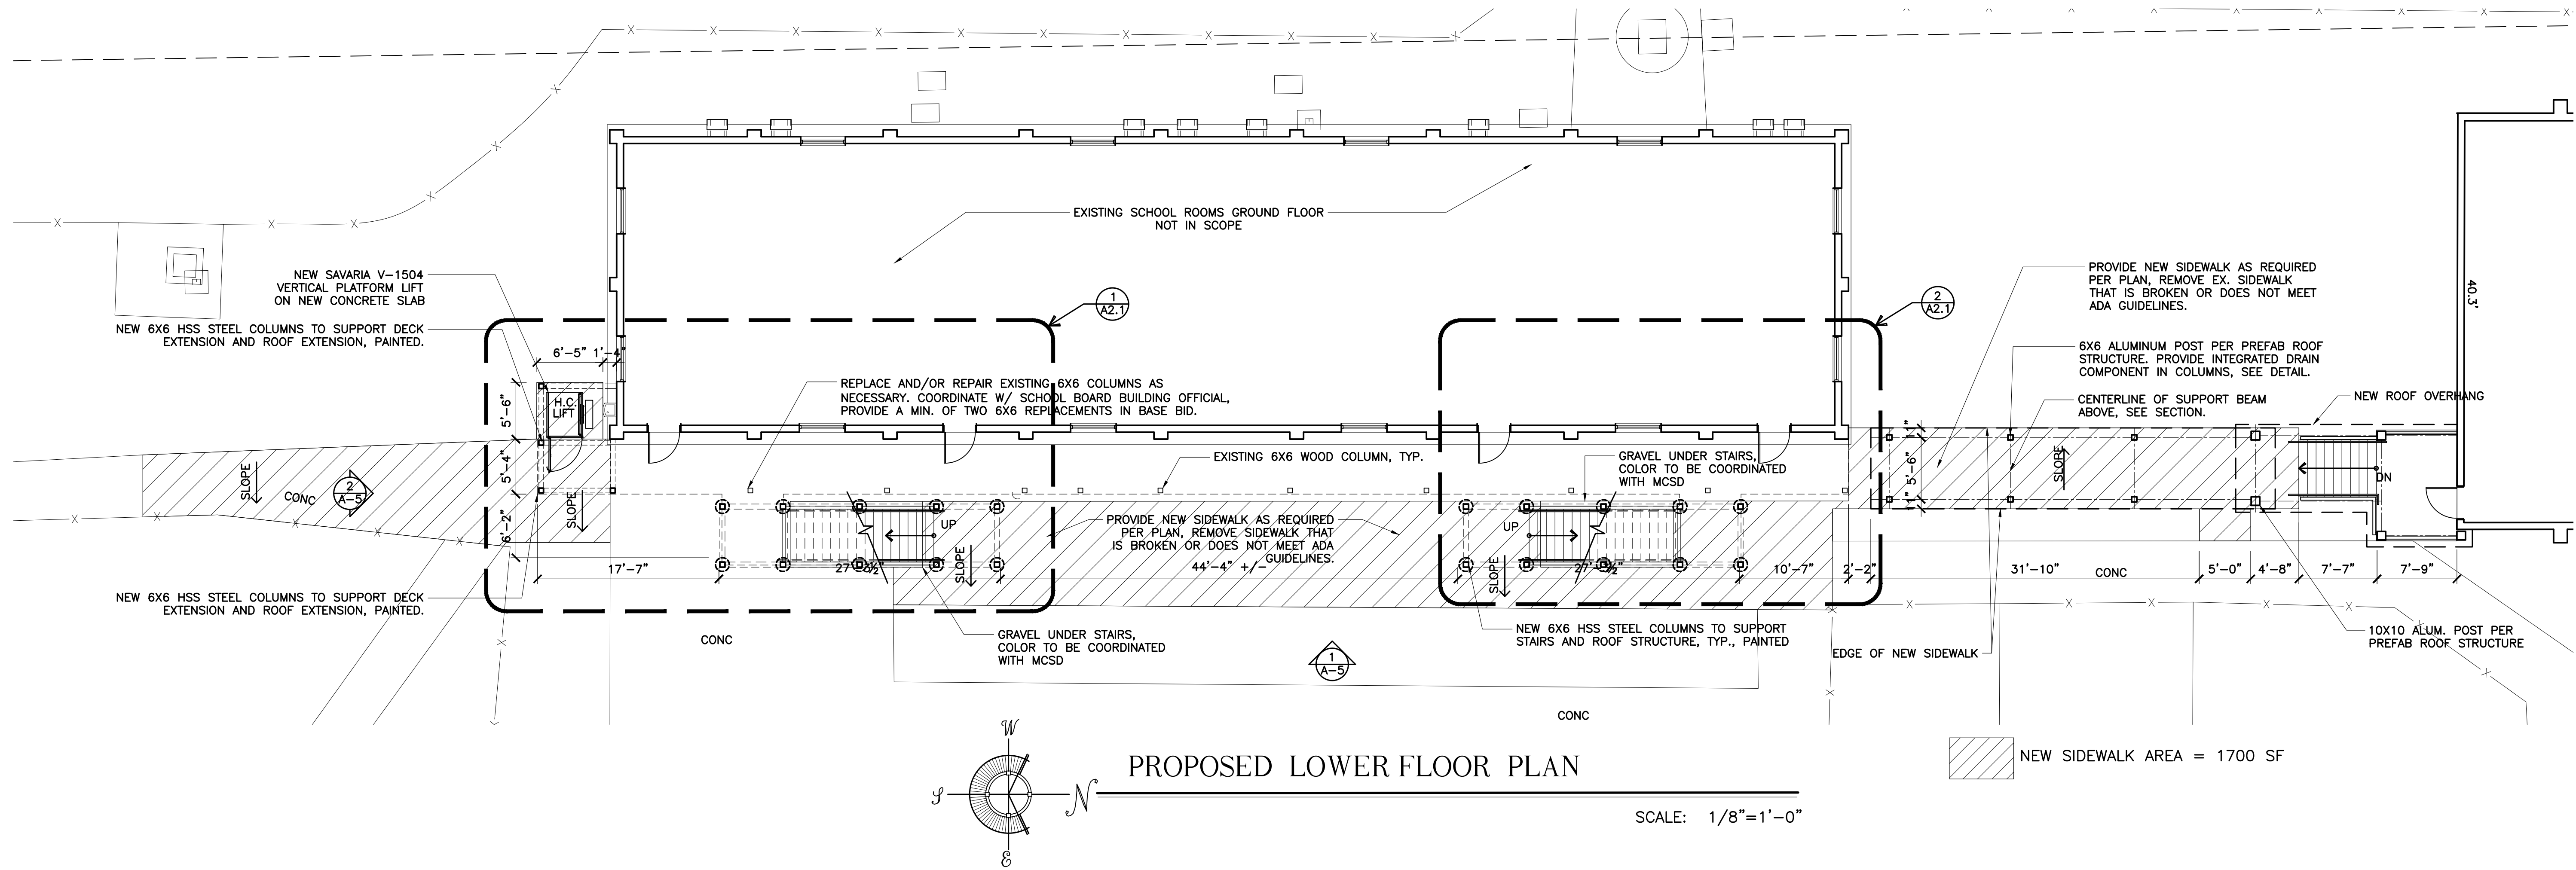 EXISTING SCHOOL ROOMS GROUND FLOOR
NOT IN SCOPE
NEW SAVARIA V-1504
VERTICAL PLATFORM LIFT
ON NEW CONCRETE SLAB
NEW 6X6 HSS STEEL COLUMNS TO SUPPORT DECK
EXTENSION AND ROOF EXTENSION, PAINTED.
1
A2.1
2
A2.1
PROVIDE NEW SIDEWALK AS REQUIRED
PER PLAN, REMOVE EX. SIDEWALK
THAT IS BROKEN OR DOES NOT MEET
ADA GUIDELINES.
40.3'
6X6 ALUMINUM POST PER PREFAB ROOF
STRUCTURE. PROVIDE INTEGRATED DRAIN
COMPONENT IN COLUMNS, SEE DETAIL.
6'-5" 1'-4"
REPLACE AND/OR REPAIR EXISTING 6X6 COLUMNS AS
NECESSARY. COORDINATE W/ SCHOOL BOARD BUILDING OFFICIAL,
PROVIDE A MIN. OF TWO 6X6 REPLACEMENTS IN BASE BID.
CENTERLINE OF SUPPORT BEAM
ABOVE, SEE SECTION.
NEW ROOF OVERHANG
5'-6"
H.C.
LIFT
5'-4"
6'-2"
SLOPE
CONC
2
A-5
SLOPE
EXISTING 6X6 WOOD COLUMN, TYP.
GRAVEL UNDER STAIRS,
COLOR TO BE COORDINATED
WITH MCSD
11"
5'-6"
11"
SLOPE
DN
UP
SLOPE
PROVIDE NEW SIDEWALK AS REQUIRED
PER PLAN, REMOVE SIDEWALK THAT
IS BROKEN OR DOES NOT MEET ADA
GUIDELINES.
UP
SLOPE
17'-7"
44'-4" +/-
10'-7"
2'-2"
31'-10"
CONC
5'-0"
4'-8"
7'-7"
7'-9"
NEW 6X6 HSS STEEL COLUMNS TO SUPPORT DECK
EXTENSION AND ROOF EXTENSION, PAINTED.
CONC
GRAVEL UNDER STAIRS,
COLOR TO BE COORDINATED
WITH MCSD
1
A-5
NEW 6X6 HSS STEEL COLUMNS TO SUPPORT
STAIRS AND ROOF STRUCTURE, TYP., PAINTED
EDGE OF NEW SIDEWALK
10X10 ALUM. POST PER
PREFAB ROOF STRUCTURE
CONC
W
S
N
E
PROPOSED LOWER FLOOR PLAN
SCALE: 1/8"=1'-0"
NEW SIDEWALK AREA = 1700 SF